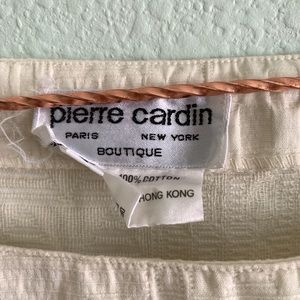 pierre cardin
PARIS NEW YORK
BOUTIQUE
100% COTTON
HONG KONG